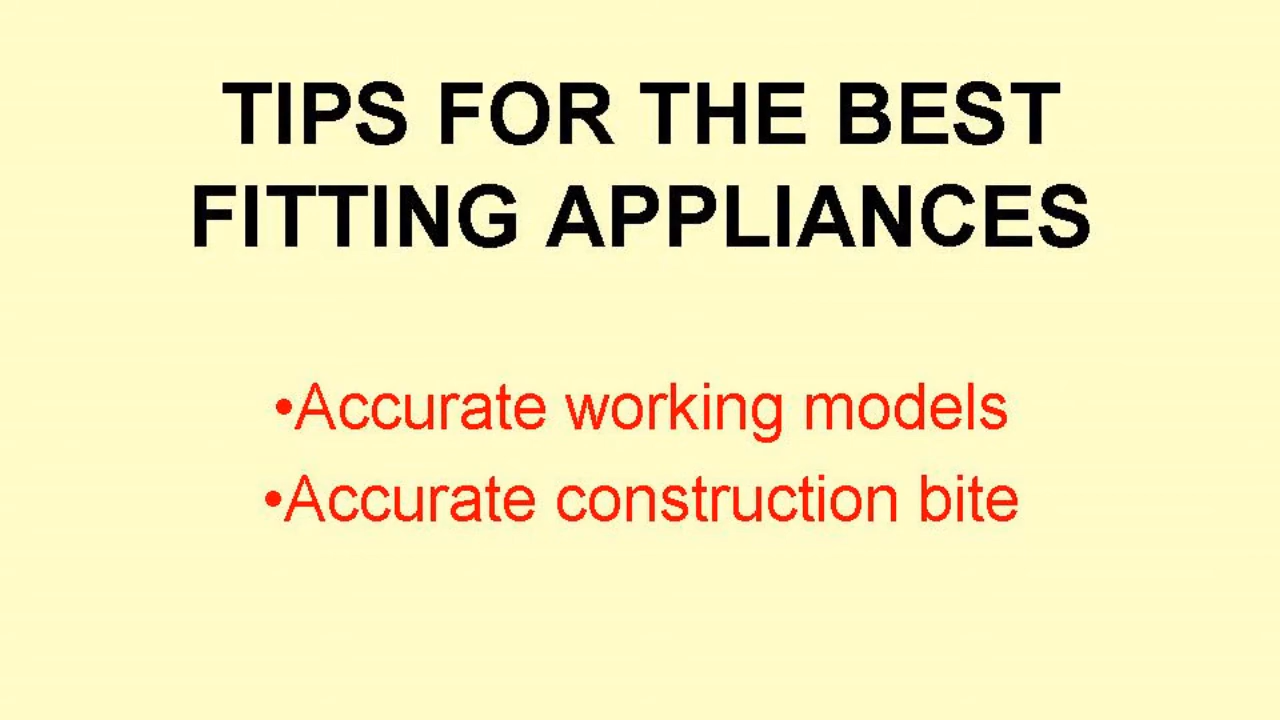 TIPS FOR THE BEST
FITTING APPLIANCES
•Accurate working models
•Accurate construction bite